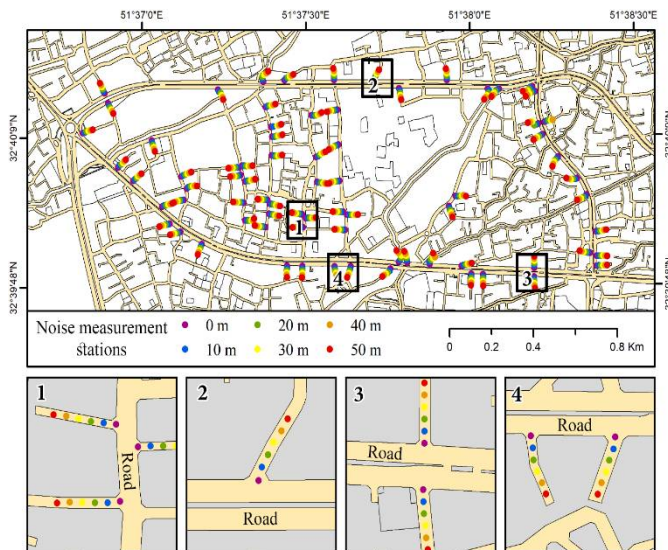 51°37'0"E 51°37'30"E 51°38'0"E 51°38'30"E
2
32°40'9"N
1
4
3
32°39'48"N
Noise measurement
stations
0 m 20 m 40 m
10 m 30 m 50 m
0 0.2 0.4 0.8 Km
1
Road
2
Road
3
Road
4
Road